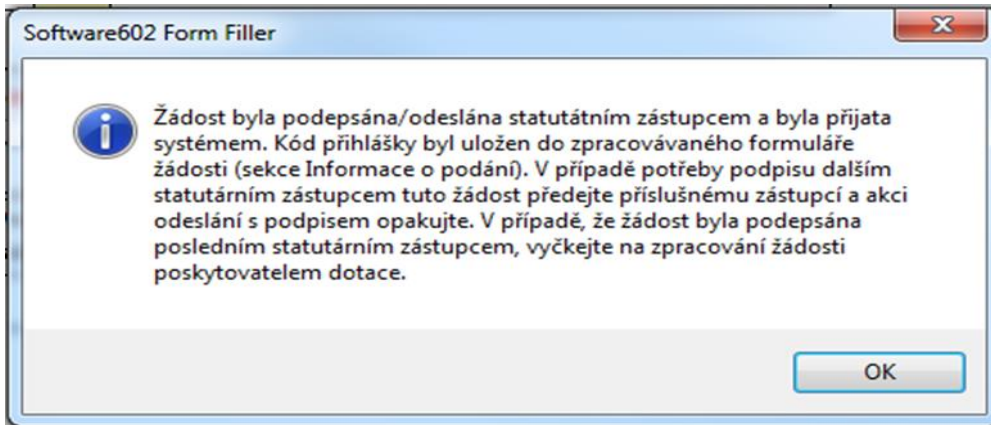 Software602 Form Filler
Žádost byla podepsána/odeslána statutátním zástupcem a byla přijata
systémem. Kód přihlášky byl uložen do zpracovávaného formuláře
žádosti (sekce Informace o podání). V případě potřeby podpisu dalším
statutárním zástupcem tuto žádost předejte příslušnému zástupcí a akci
odeslání s podpisem opakujte. V případě, že žádost byla podepsána
posledním statutárním zástupcem, vyčkejte na zpracování žádosti
poskytovatelem dotace.
OK